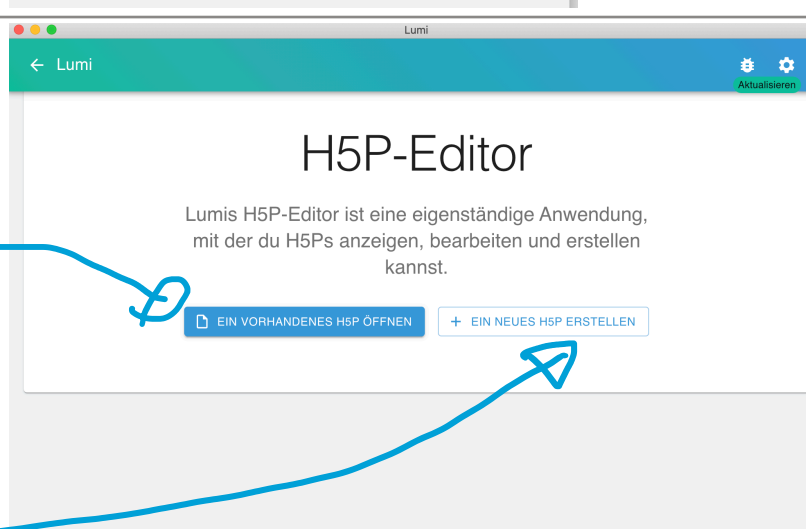 Lumi
Lumi
Aktualisieren
H5P-Editor
Lumis H5P-Editor ist eine eigenständige Anwendung,
mit der du H5Ps anzeigen, bearbeiten und erstellen
kannst.
EIN VORHANDENES H5P ÖFFNEN
EIN NEUES H5P ERSTELLEN